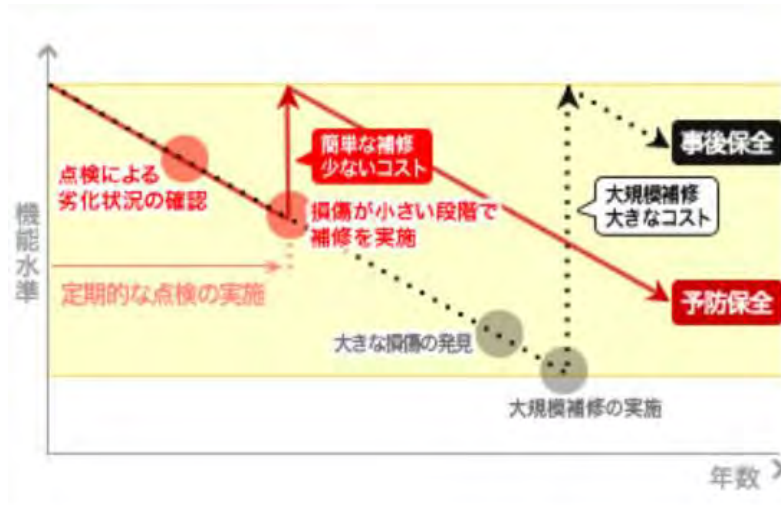 機能水準
点検による
劣化状況の確認
簡単な補修
少ないコスト
損傷が小さい段階で
補修を実施
定期的な点検の実施
事後保全
大規模補修
大きなコスト
予防保全
大きな損傷の発見
大規模補修の実施
年数